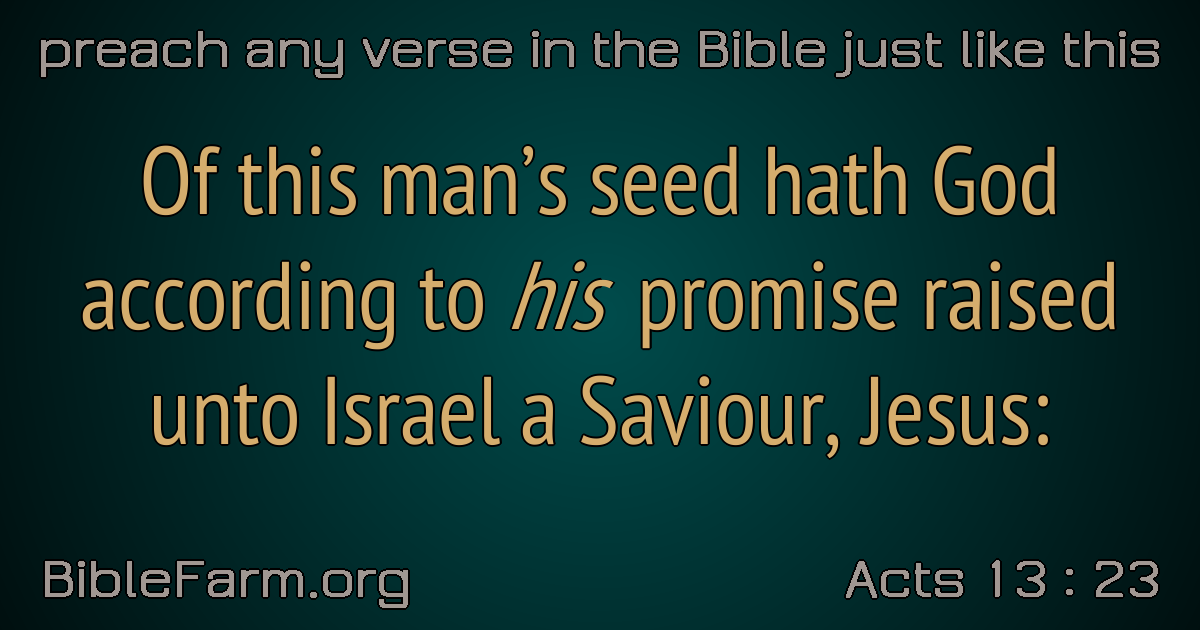 preach any verse in the Bible just like this
Of this man’s seed hath God
according to his promise raised
unto Israel a Saviour, Jesus:
BibleFarm.org
Acts 13 : 23